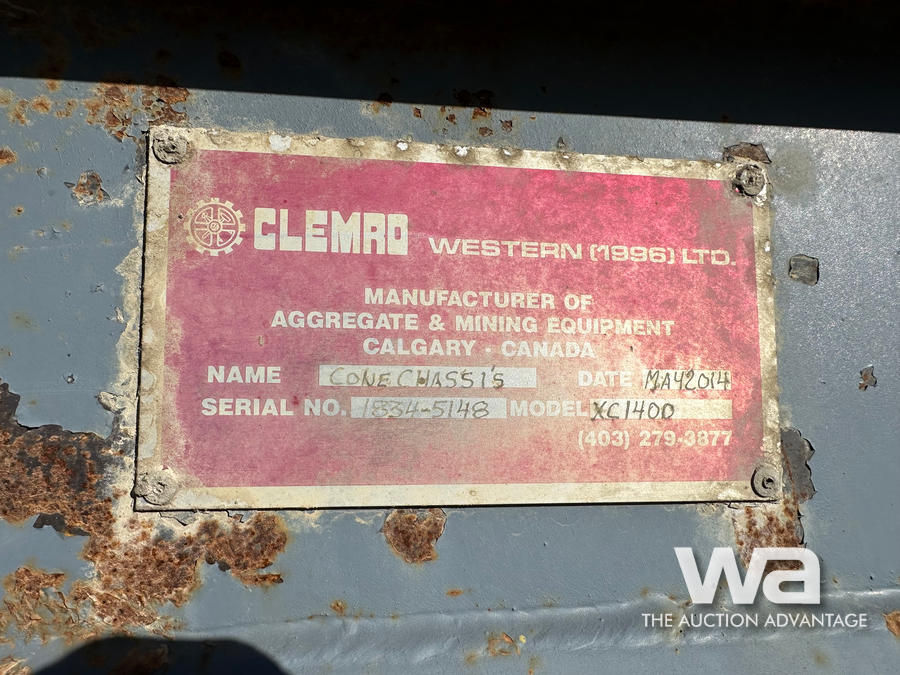 CLEMRO WESTERN (1996) LTD.
MANUFACTURER OF
AGGREGATE & MINING EQUIPMENT
CALGARY · CANADA
NAME CONE CHASSIS DATE MAY2014
SERIAL NO. 1834-5148 MODEL XC1400
(403) 279-3877
wa
THE AUCTION ADVANTAGE